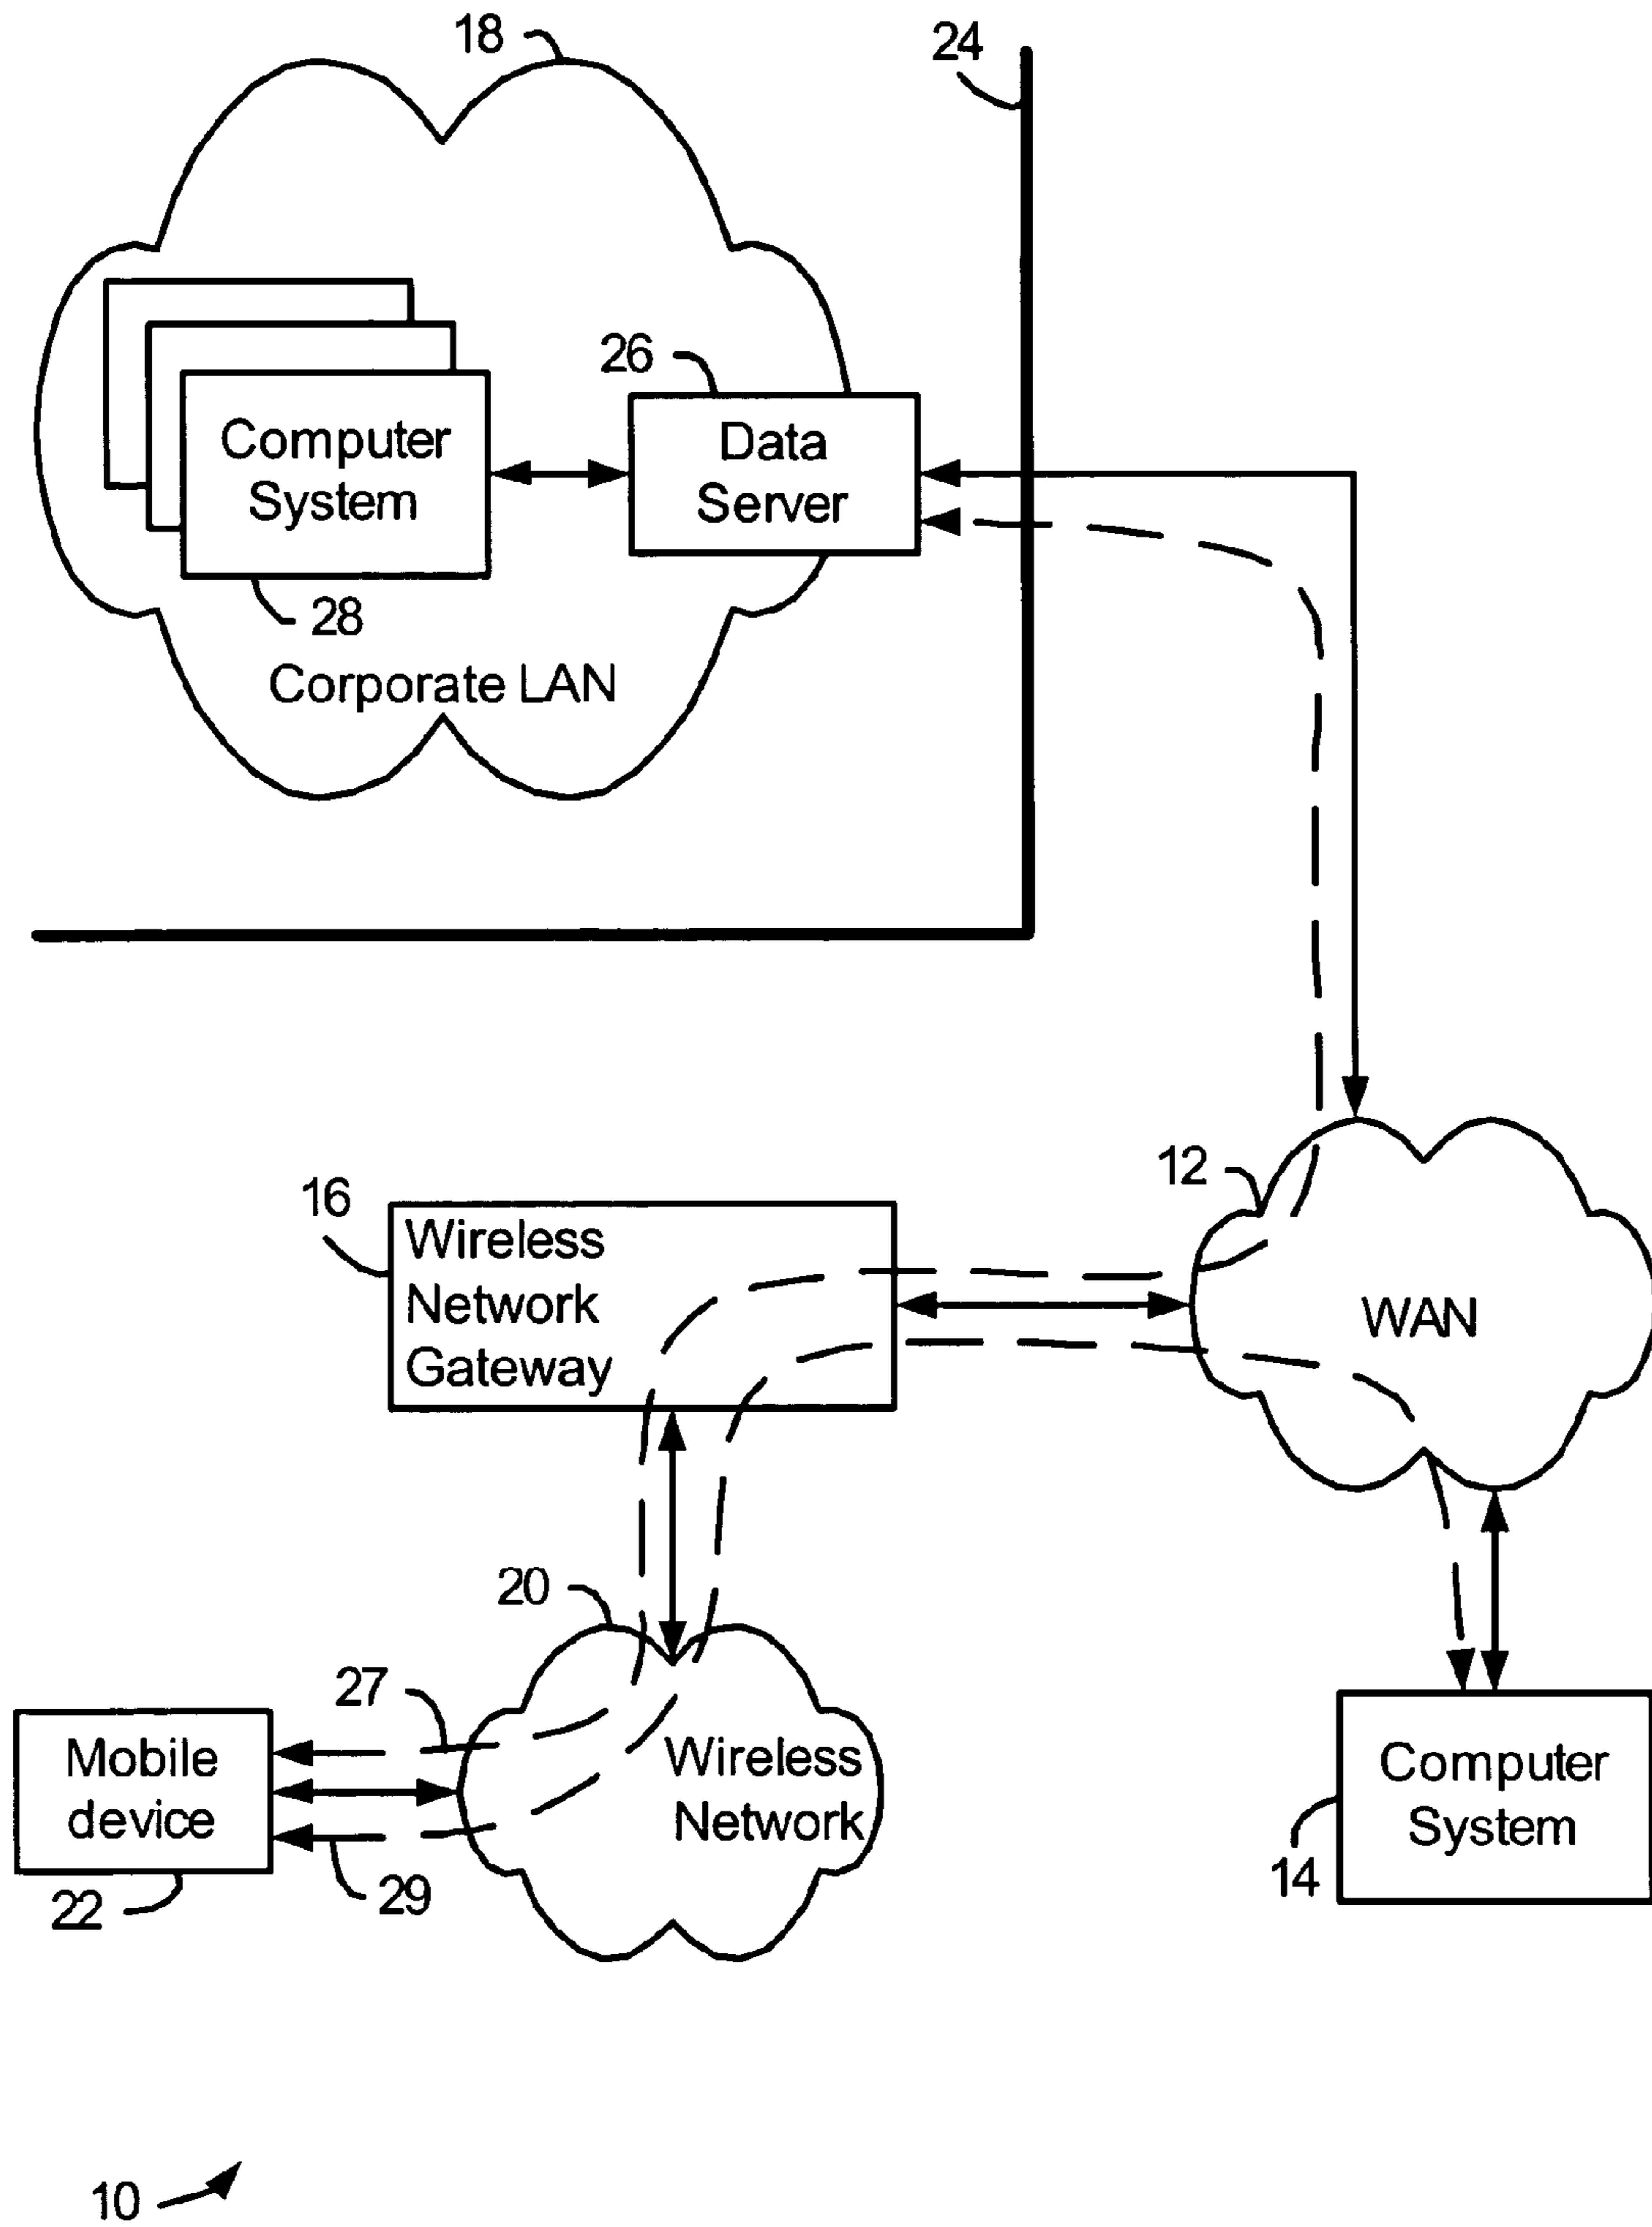 18
24
26
Computer
System
Data
Server
28
Corporate LAN
12
16
Wireless
Network
Gateway
WAN
20
27
Mobile
device
Wireless
Network
Computer
System
14
29
22
10